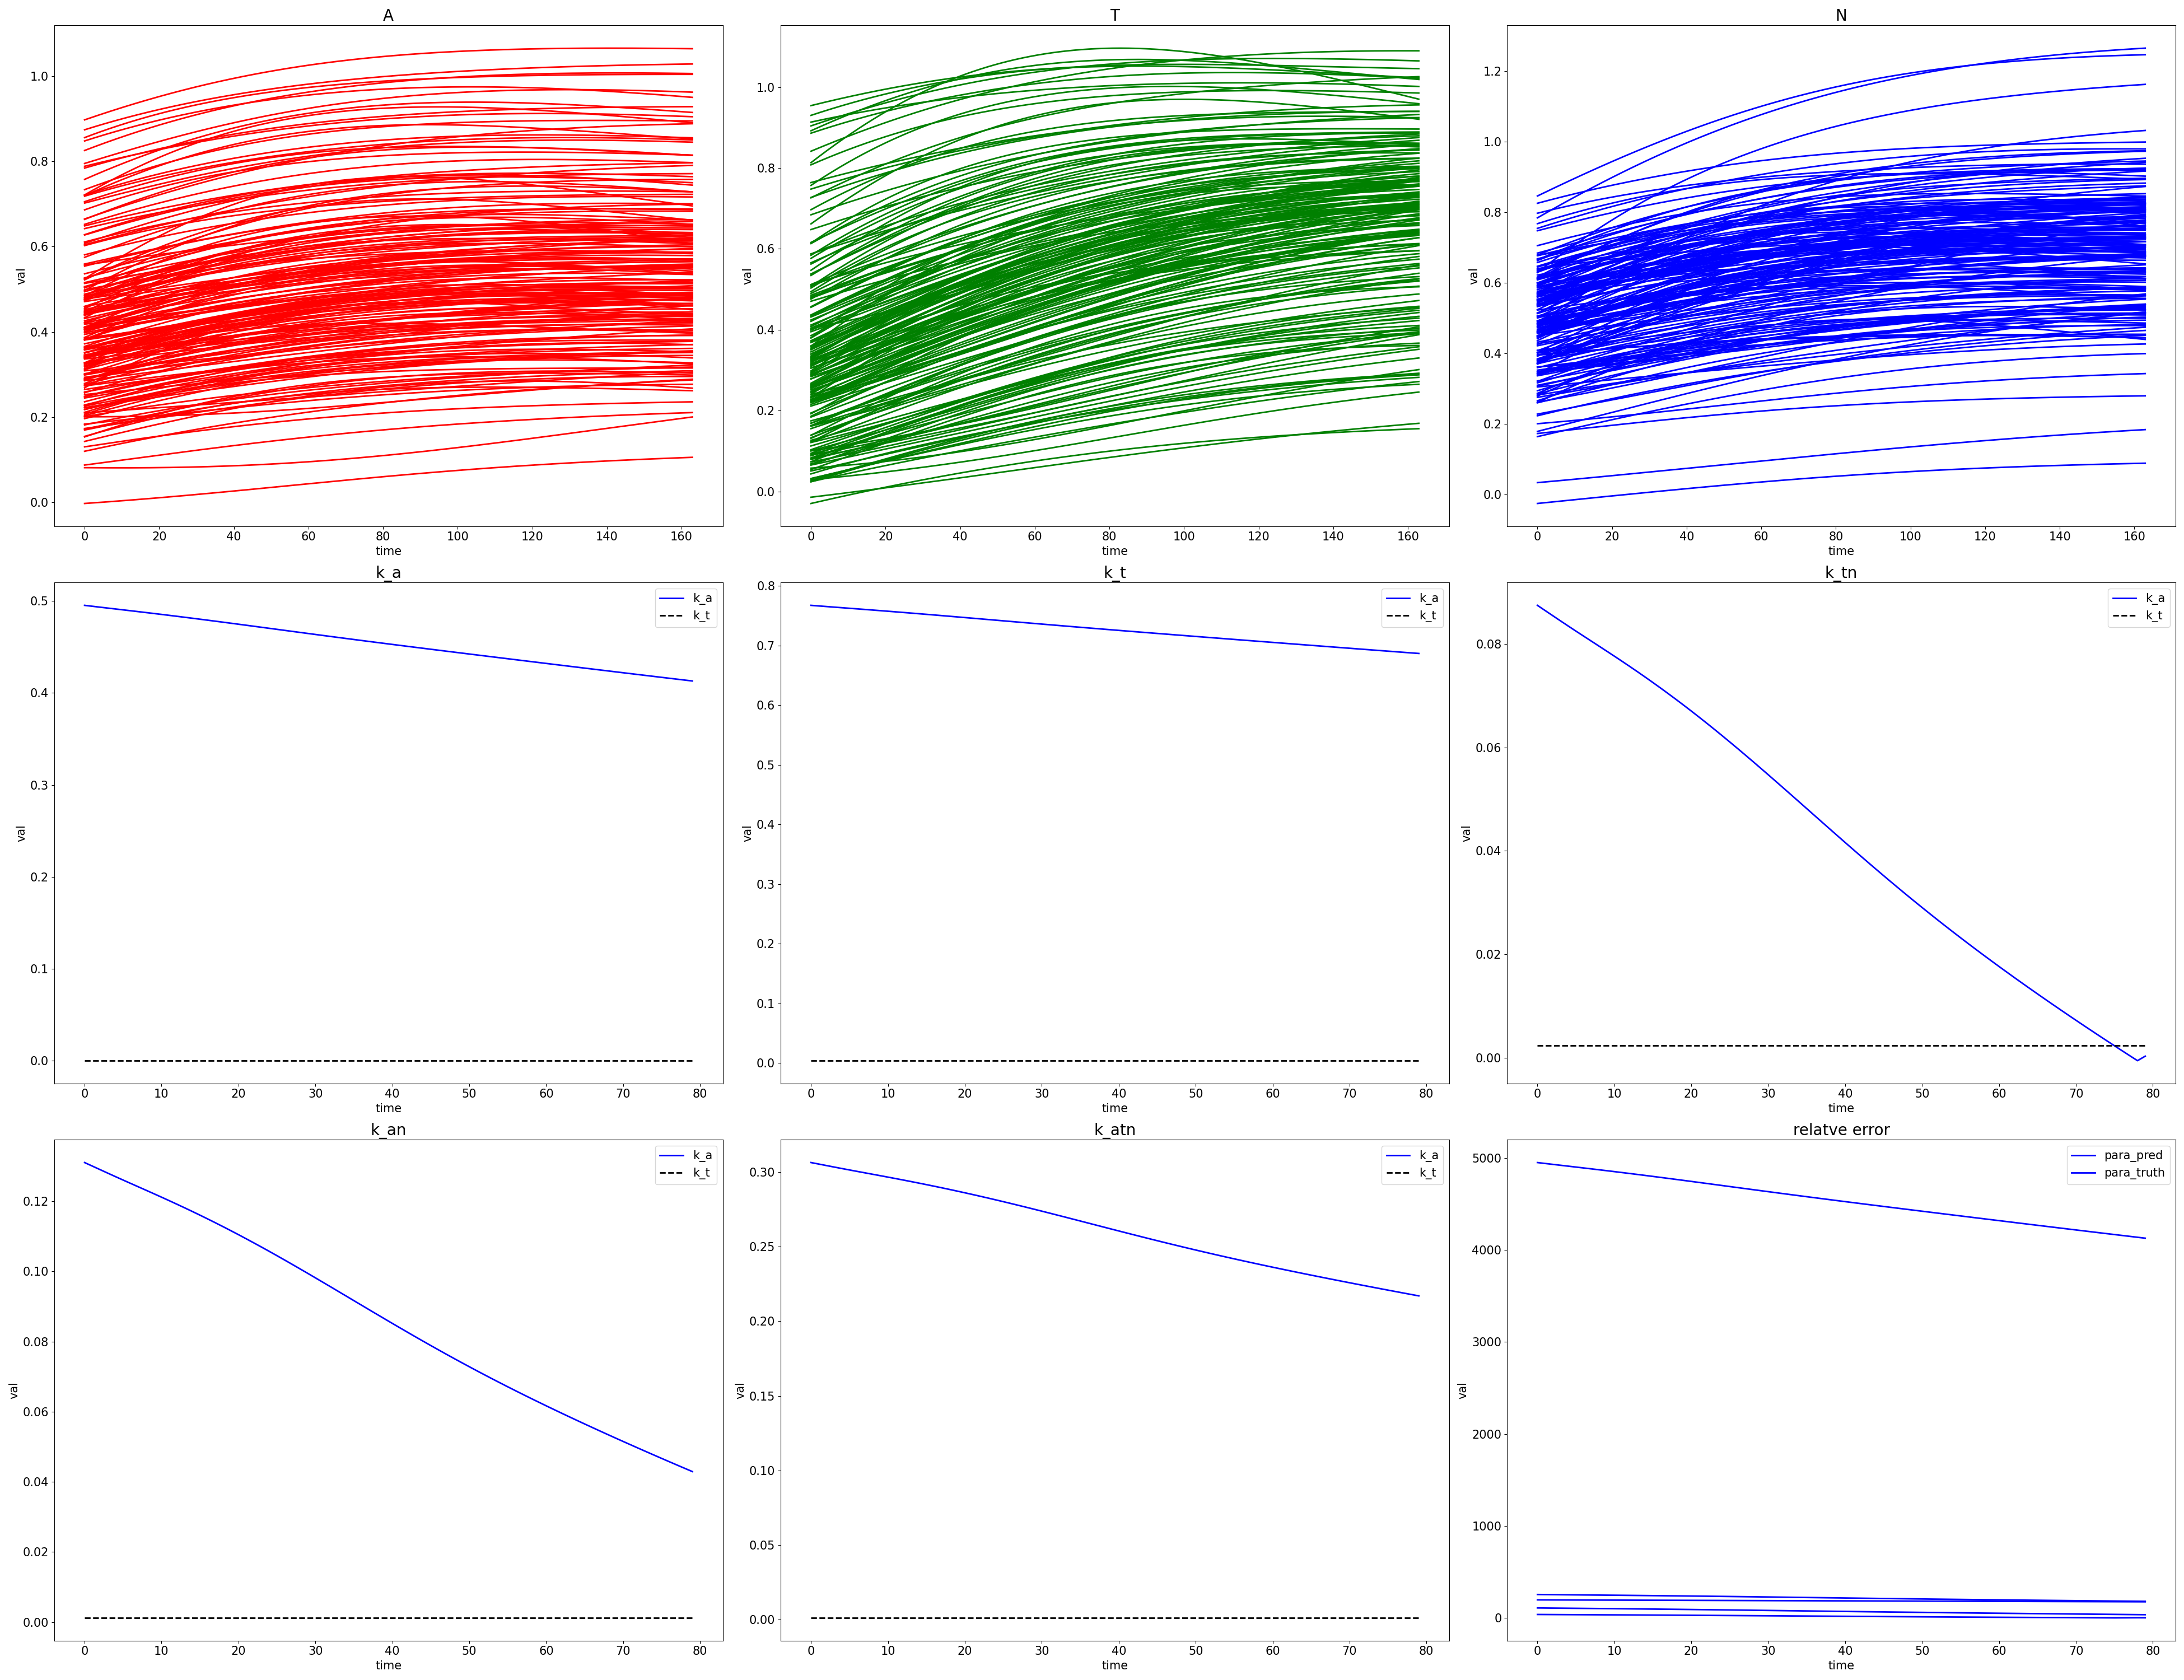 A
T
N
val
1.0
0.8
0.6
0.4
0.2
0.0
0 20 40 60 80 100 120 140 160
time
val
1.0
0.8
0.6
0.4
0.2
0.0
0 20 40 60 80 100 120 140 160
time
val
1.2
1.0
0.8
0.6
0.4
0.2
0.0
0 20 40 60 80 100 120 140 160
time
k_a
k_a
k_t
val
0.5
0.4
0.3
0.2
0.1
0.0
0 10 20 30 40 50 60 70 80
time
k_t
k_a
k_t
val
0.8
0.7
0.6
0.5
0.4
0.3
0.2
0.1
0.0
0 10 20 30 40 50 60 70 80
time
k_tn
k_a
k_t
val
0.08
0.06
0.04
0.02
0.00
0 10 20 30 40 50 60 70 80
time
k_an
k_a
k_t
val
0.12
0.10
0.08
0.06
0.04
0.02
0.00
0 10 20 30 40 50 60 70 80
time
k_atn
k_a
k_t
val
0.30
0.25
0.20
0.15
0.10
0.05
0.00
0 10 20 30 40 50 60 70 80
time
relatve error
para_pred
para_truth
val
5000
4000
3000
2000
1000
0
0 10 20 30 40 50 60 70 80
time